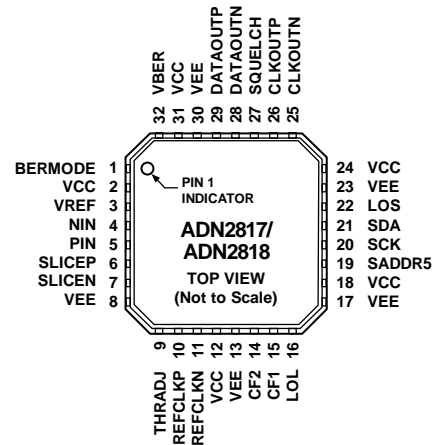 32 VBER
31 VCC
30 VEE
29 DATAOUTP
28 DATAOUTN
27 SQUELCH
26 CLKOUTP
25 CLKOUTN
BERMODE 1
VCC 2
VREF 3
NIN 4
PIN 5
SLICEP 6
SLICEN 7
VEE 8
PIN 1
INDICATOR
ADN2817/
ADN2818
TOP VIEW
(Not to Scale)
24 VCC
23 VEE
22 LOS
21 SDA
20 SCK
19 SADDR5
18 VCC
17 VEE
THRADJ 9
REFCLKP 10
REFCLKN 11
VCC 12
VEE 13
CF2 14
CF1 15
LOL 16